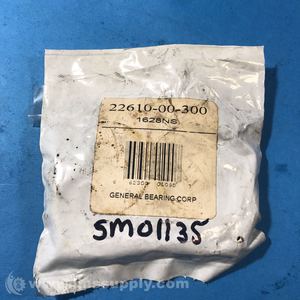 22610-00-300
1628NS
GENERAL BEARING CORP
SM01135